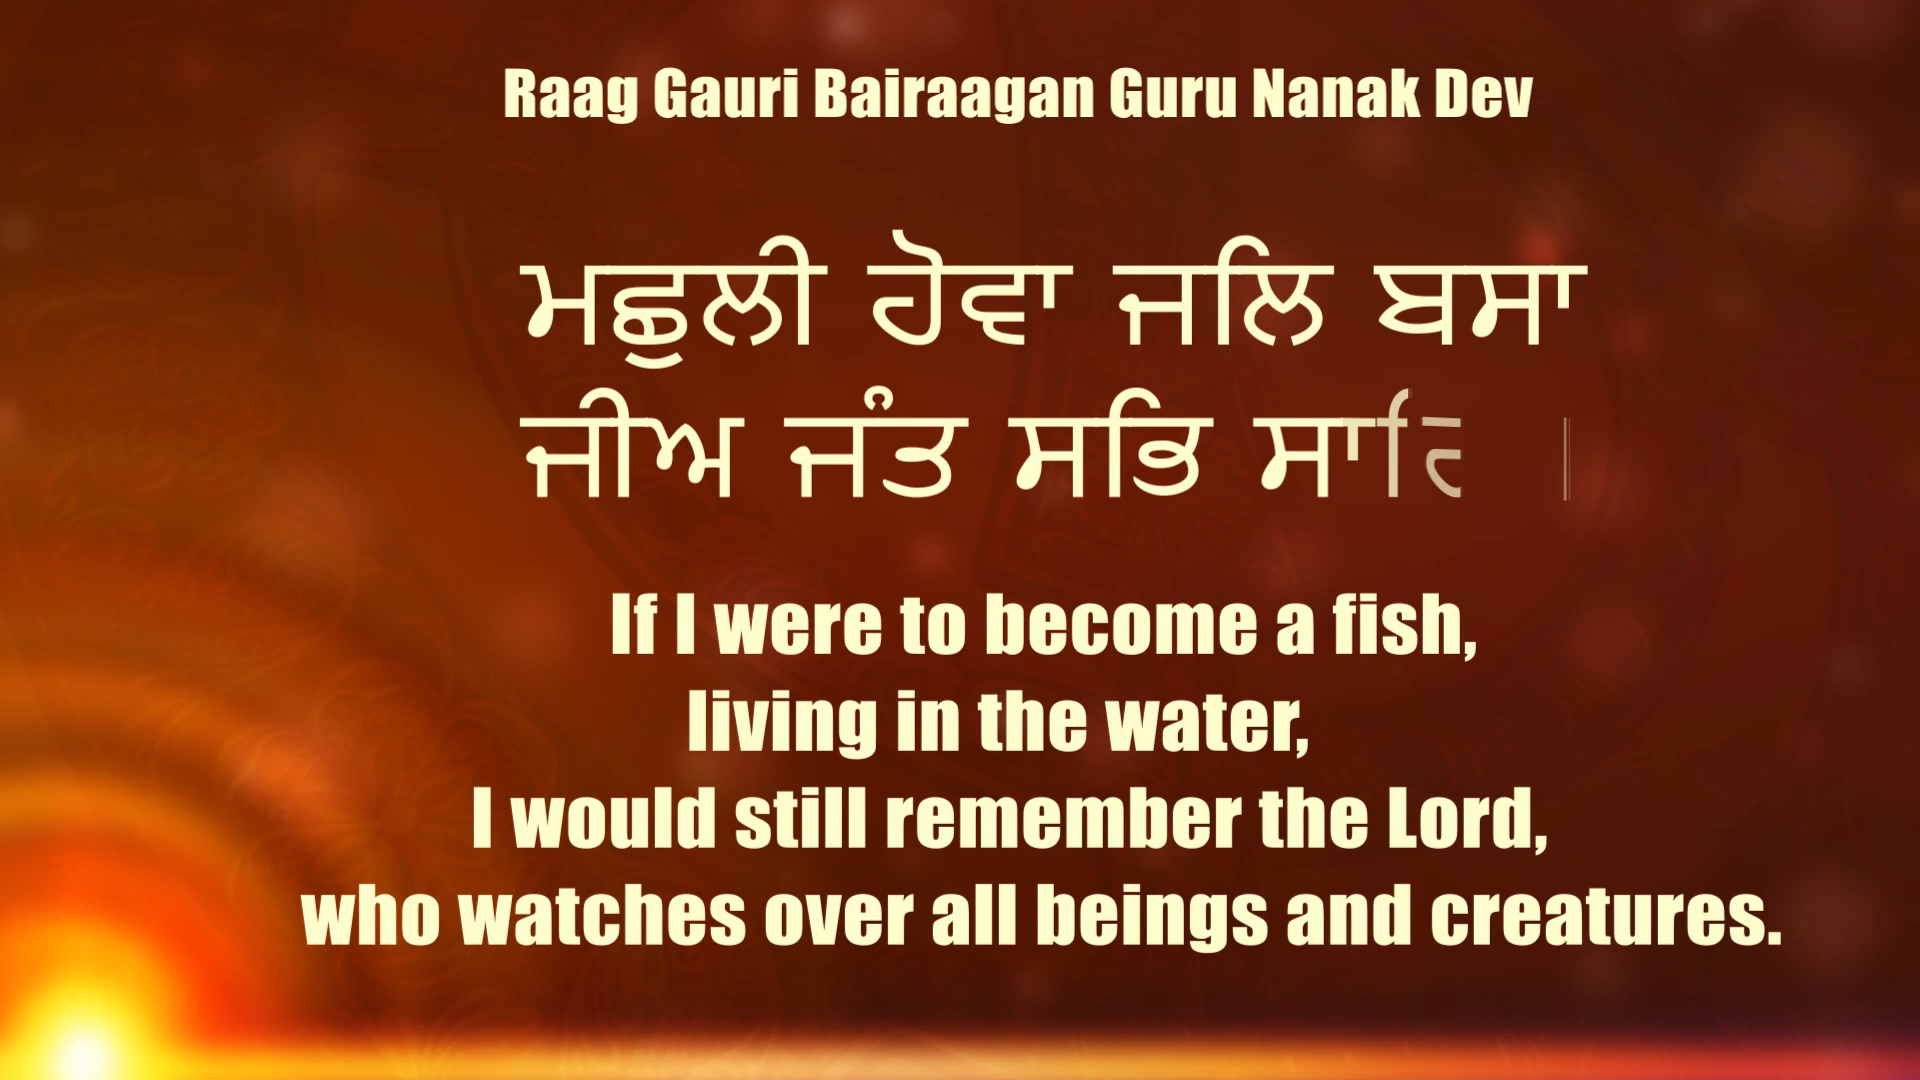 Raag Gauri Bairaagan Guru Nanak Dev
ਮਛੁਲੀ ਹੋਵਾ ਜਲਿ ਬਸਾ
ਜੀਅ ਜੰਤ ਸਭਿ
If I were to become a fish,
living in the water,
I would still remember the Lord,
who watches over all beings and creatures.